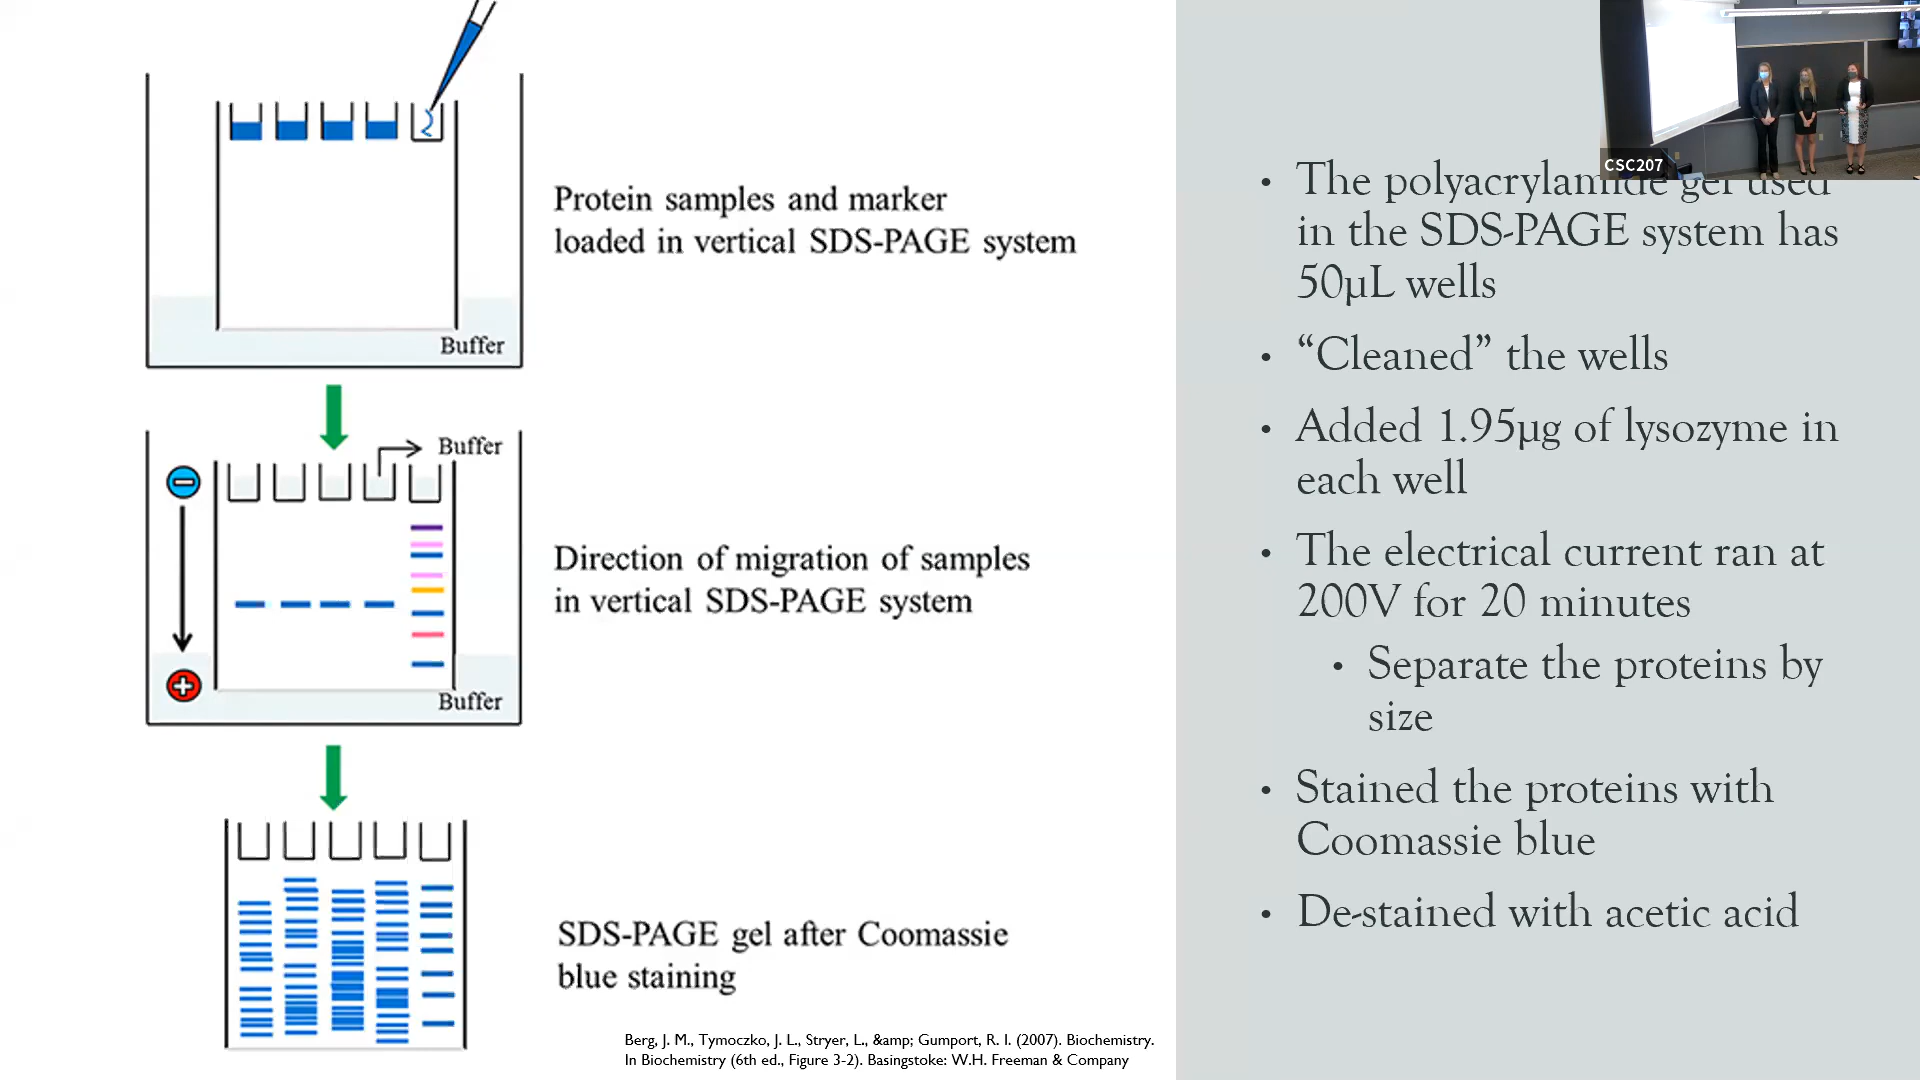 Protein samples and marker
loaded in vertical SDS-PAGE system
Buffer
Buffer
Direction of migration of samples
in vertical SDS-PAGE system
Buffer
SDS-PAGE gel after Coomassie
blue staining
Berg, J. M., Tymoczko, J. L., Stryer, L., &amp; Gumport, R. I. (2007). Biochemistry.
In Biochemistry (6th ed., Figure 3-2). Basingstoke: W.H. Freeman & Company
CSC207
• The polyacrylamide gel used
in the SDS-PAGE system has
50µL wells
• “Cleaned” the wells
• Added 1.95µg of lysozyme in
each well
• The electrical current ran at
200V for 20 minutes
• Separate the proteins by
size
• Stained the proteins with
Coomassie blue
• De-stained with acetic acid